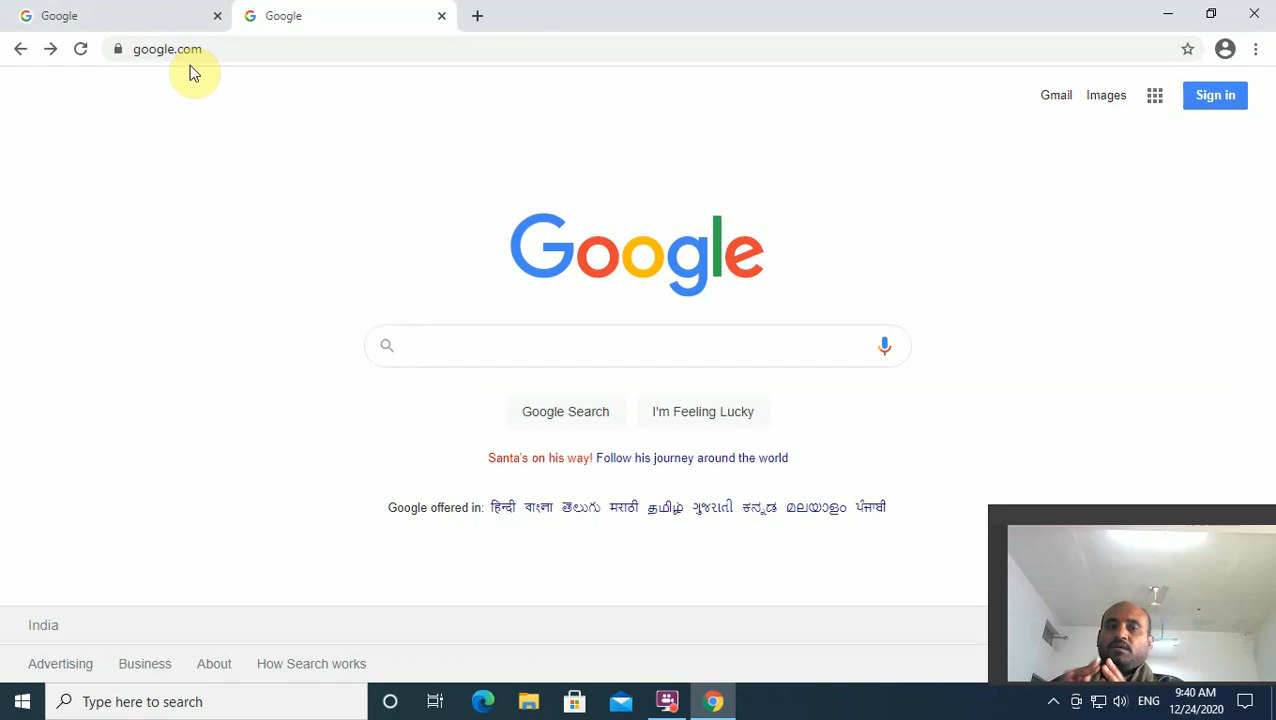 Google
Google
google.com
Gmail Images
Sign in
Google
Google Search
I'm Feeling Lucky
Santa's on his way! Follow his journey around the world
Google offered in: हिन्दी বাংলা తెలుగు मराठी தமிழ் ગુજરાતી ಕನ್ನಡ മലയാളം ਪੰਜਾਬੀ
India
Advertising Business About How Search works
Type here to search
ENG
9:40 AM
12/24/2020